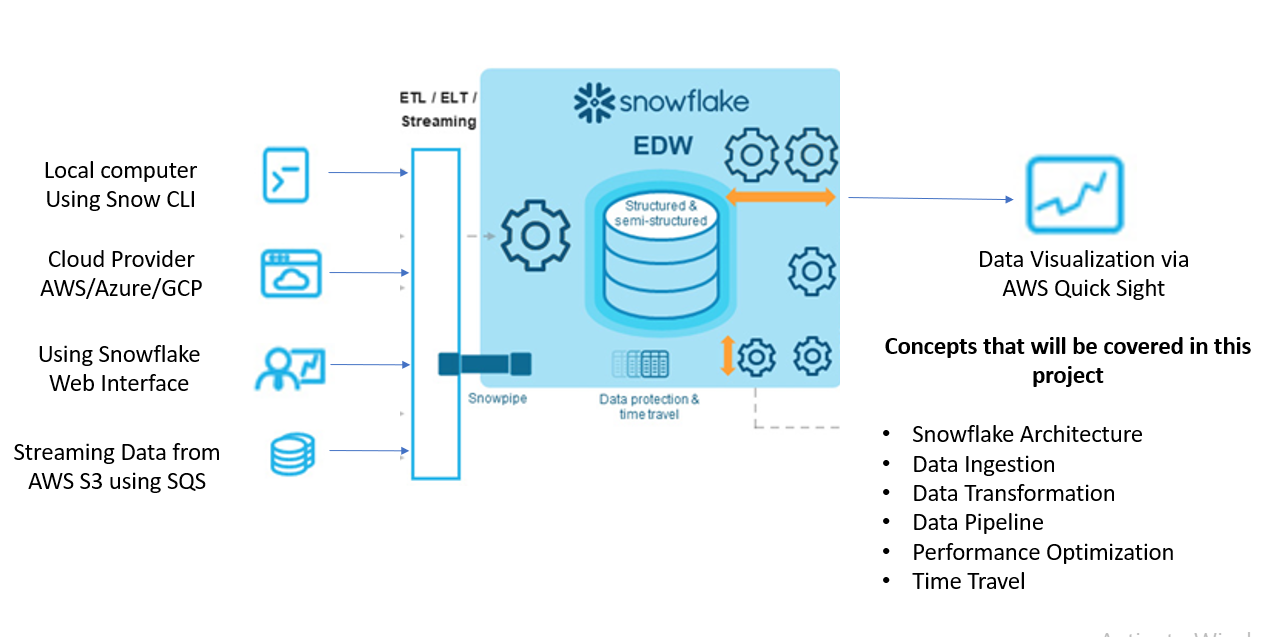 ETL / ELT /
Streaming
snowflake
EDW
Structured &
semi-structured
Local computer
Using Snow CLI
Cloud Provider
AWS/Azure/GCP
Using Snowflake
Web Interface
Streaming Data from
AWS S3 using SQS
Snowpipe
Data protection &
time travel
Data Visualization via
AWS Quick Sight
Concepts that will be covered in this
project
• Snowflake Architecture
• Data Ingestion
• Data Transformation
• Data Pipeline
• Performance Optimization
• Time Travel